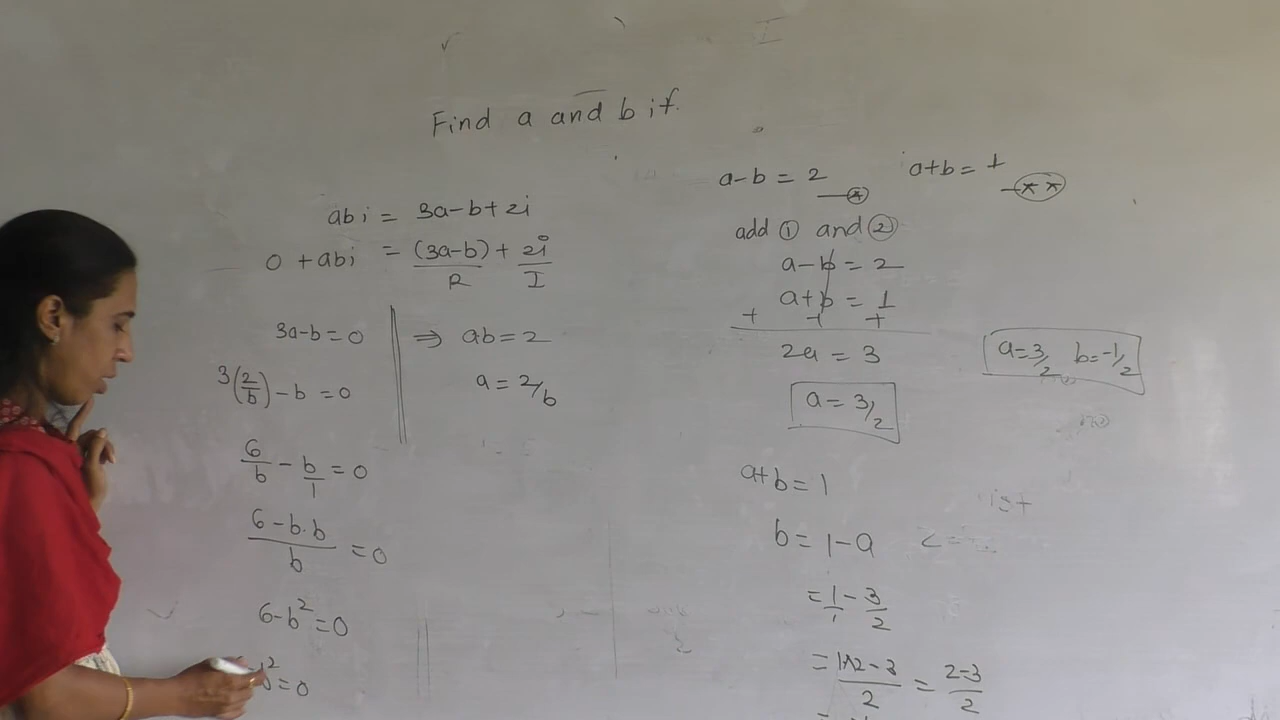 Find a and b if.
abi = 3a-b+2i
0 + abi = (3a-b)/R + 2i/I
3a-b=0
3(2/b) - b = 0
6/b - b/1 = 0
(6-b.b)/b = 0
6-b²=0
b²=0
⇒ ab=2
a = 2/b
a-b = 2 —*
a+b = 1 —**
add ① and ②
a-b = 2
a+b = 1
+ + +
2a = 3
a = 3/2
a=3/2 b=-1/2
a+b=1
b = 1-a
= 1/1 - 3/2
= (1×2-3)/2 = (2-3)/2